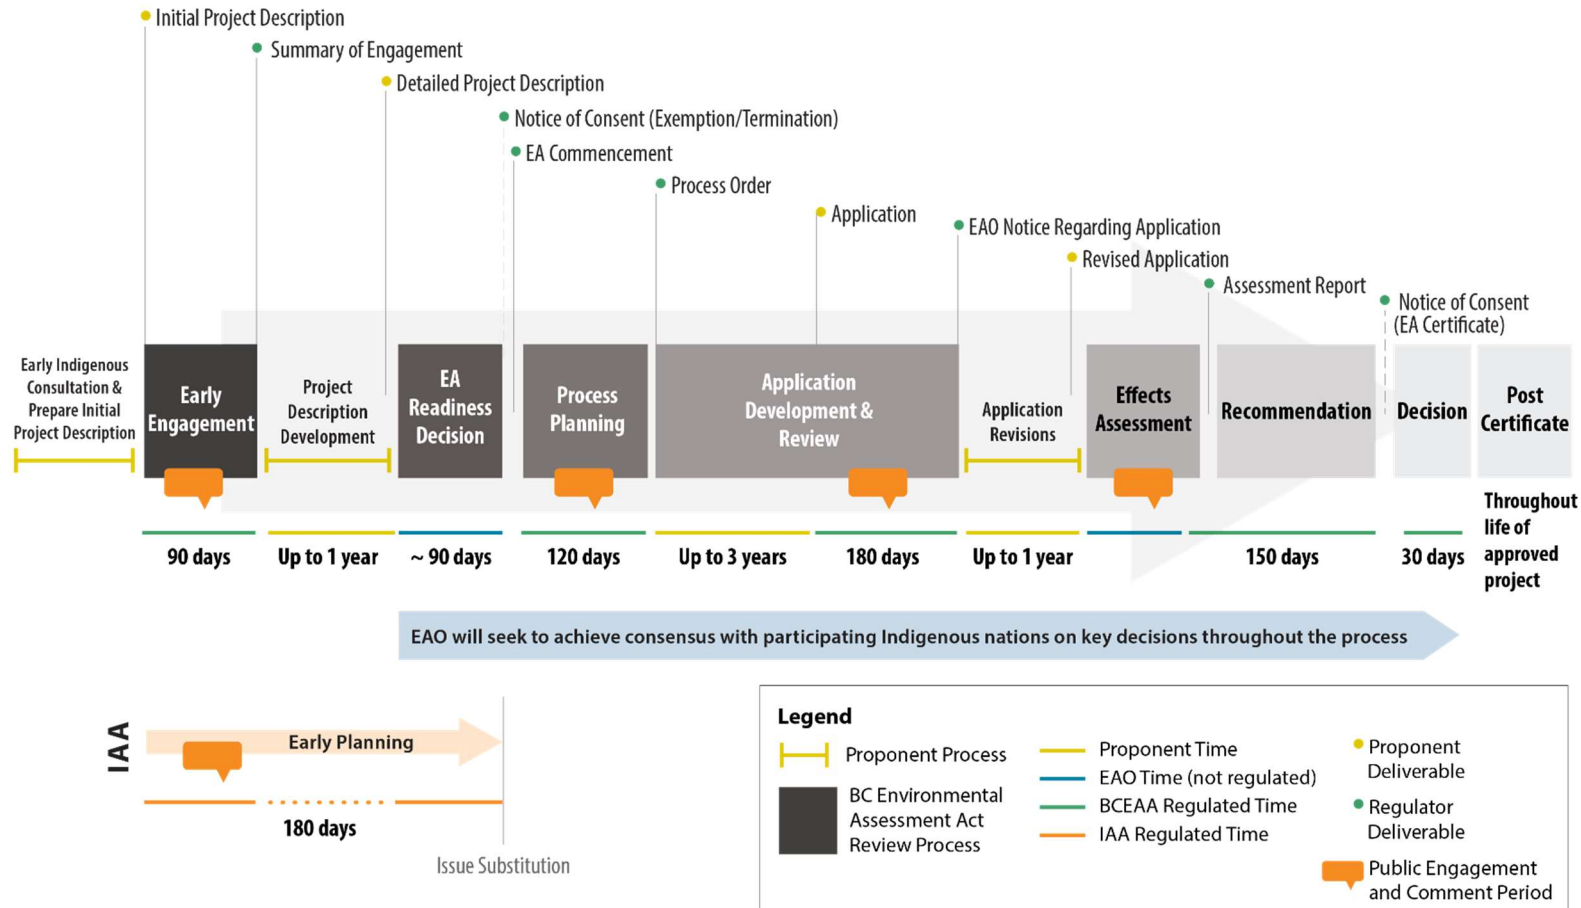 Initial Project Description
Summary of Engagement
Detailed Project Description
Notice of Consent (Exemption/Termination)
EA Commencement
Process Order
Application
EAO Notice Regarding Application
Revised Application
Assessment Report
Notice of Consent
(EA Certificate)
Early Indigenous
Consultation &
Prepare Initial
Project Description
Early
Engagement
Project
Description
Development
EA
Readiness
Decision
Process
Planning
Application
Development &
Review
Application
Revisions
Effects
Assessment
Recommendation
Decision
Post
Certificate
90 days
Up to 1 year
~ 90 days
120 days
Up to 3 years
180 days
Up to 1 year
150 days
30 days
Throughout
life of
approved
project
EAO will seek to achieve consensus with participating Indigenous nations on key decisions throughout the process
IAA
Early Planning
180 days
Issue Substitution
Legend
Proponent Process
BC Environmental
Assessment Act
Review Process
Proponent Time
EAO Time (not regulated)
BCEAA Regulated Time
IAA Regulated Time
Proponent
Deliverable
Regulator
Deliverable
Public Engagement
and Comment Period